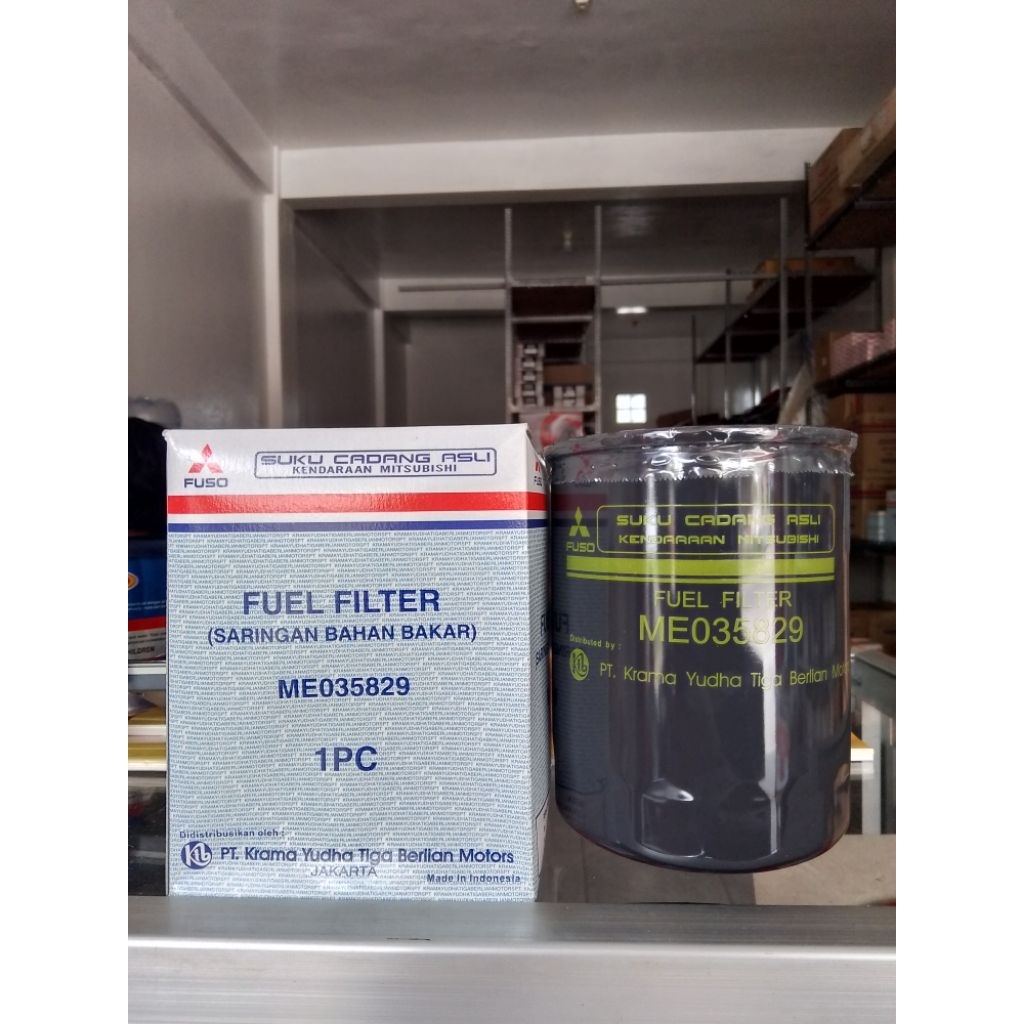 FUSO
SUKU CADANG ASLI
KENDARAAN MITSUBISHI
FUEL FILTER
(SARINGAN BAHAN BAKAR)
ME035829
1PC
Didistribusikan oleh :
PT. Krama Yudha Tiga Berlian Motors
JAKARTA
Made in Indonesia
FUSO
SUKU CADANG ASLI
KENDARAAN MITSUBISHI
FUEL FILTER
ME035829
Distributed by :
PT. Krama Yudha Tiga Berlian